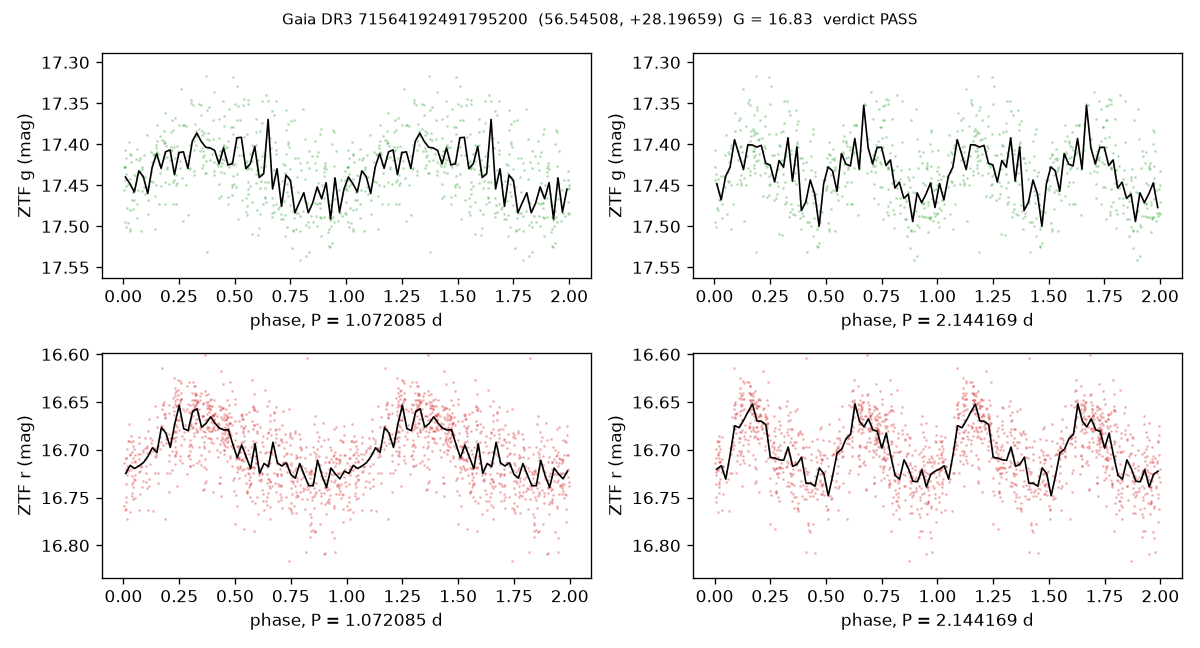 Gaia DR3 71564192491795200  (56.54508, +28.19659)  G = 16.83  verdict PASS
ZTF g (mag)
17.30
17.35
17.40
17.45
17.50
17.55
0.00 0.25 0.50 0.75 1.00 1.25 1.50 1.75 2.00
phase, P = 1.072085 d
ZTF g (mag)
17.30
17.35
17.40
17.45
17.50
17.55
0.00 0.25 0.50 0.75 1.00 1.25 1.50 1.75 2.00
phase, P = 2.144169 d
ZTF r (mag)
16.60
16.65
16.70
16.75
16.80
0.00 0.25 0.50 0.75 1.00 1.25 1.50 1.75 2.00
phase, P = 1.072085 d
ZTF r (mag)
16.60
16.65
16.70
16.75
16.80
0.00 0.25 0.50 0.75 1.00 1.25 1.50 1.75 2.00
phase, P = 2.144169 d